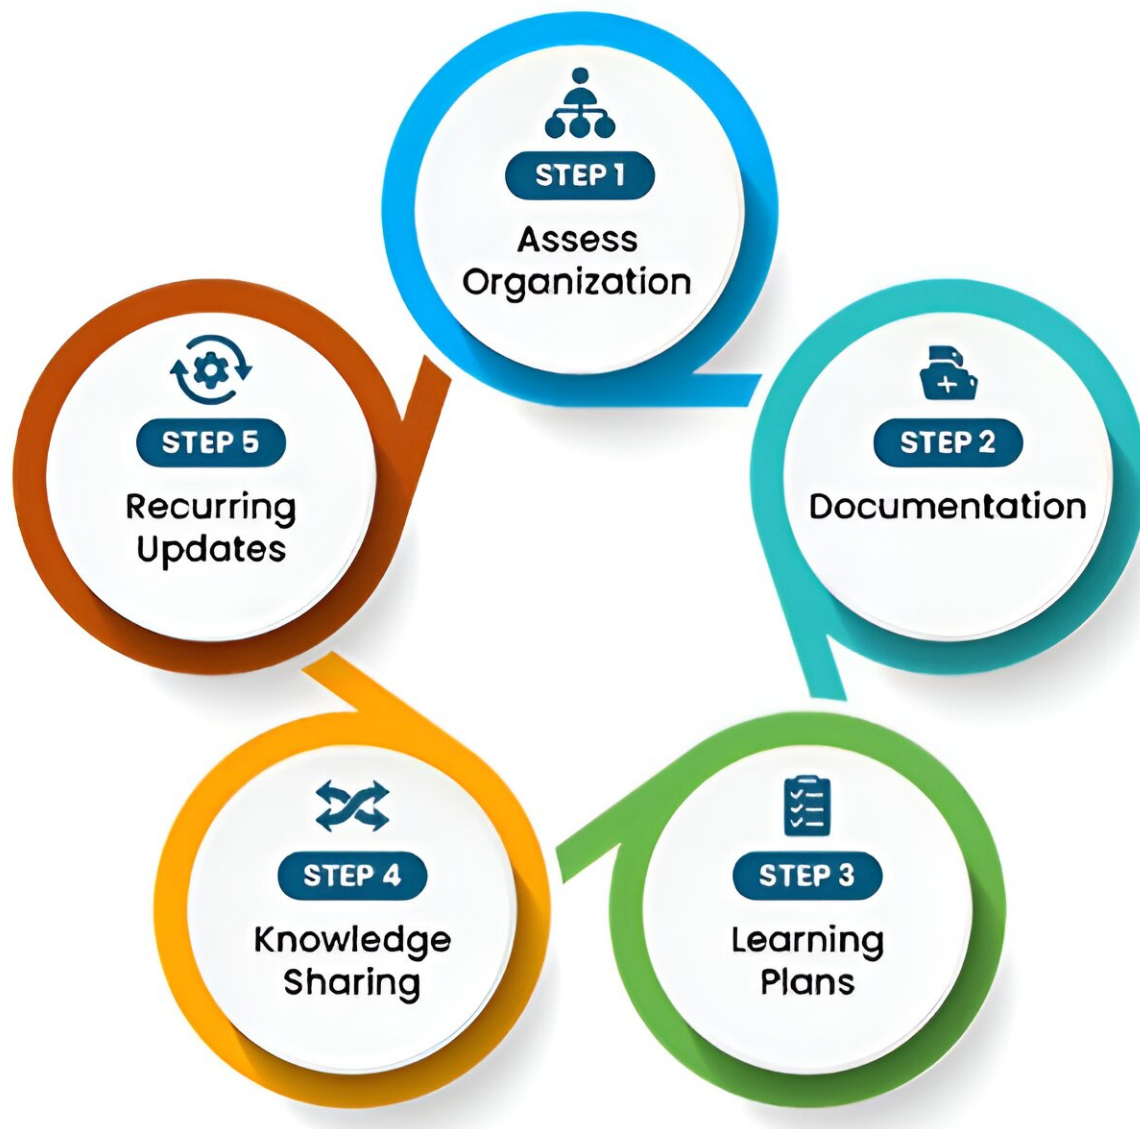 STEP 1
Assess
Organization
STEP 2
Documentation
STEP 3
Learning
Plans
STEP 4
Knowledge
Sharing
STEP 5
Recurring
Updates